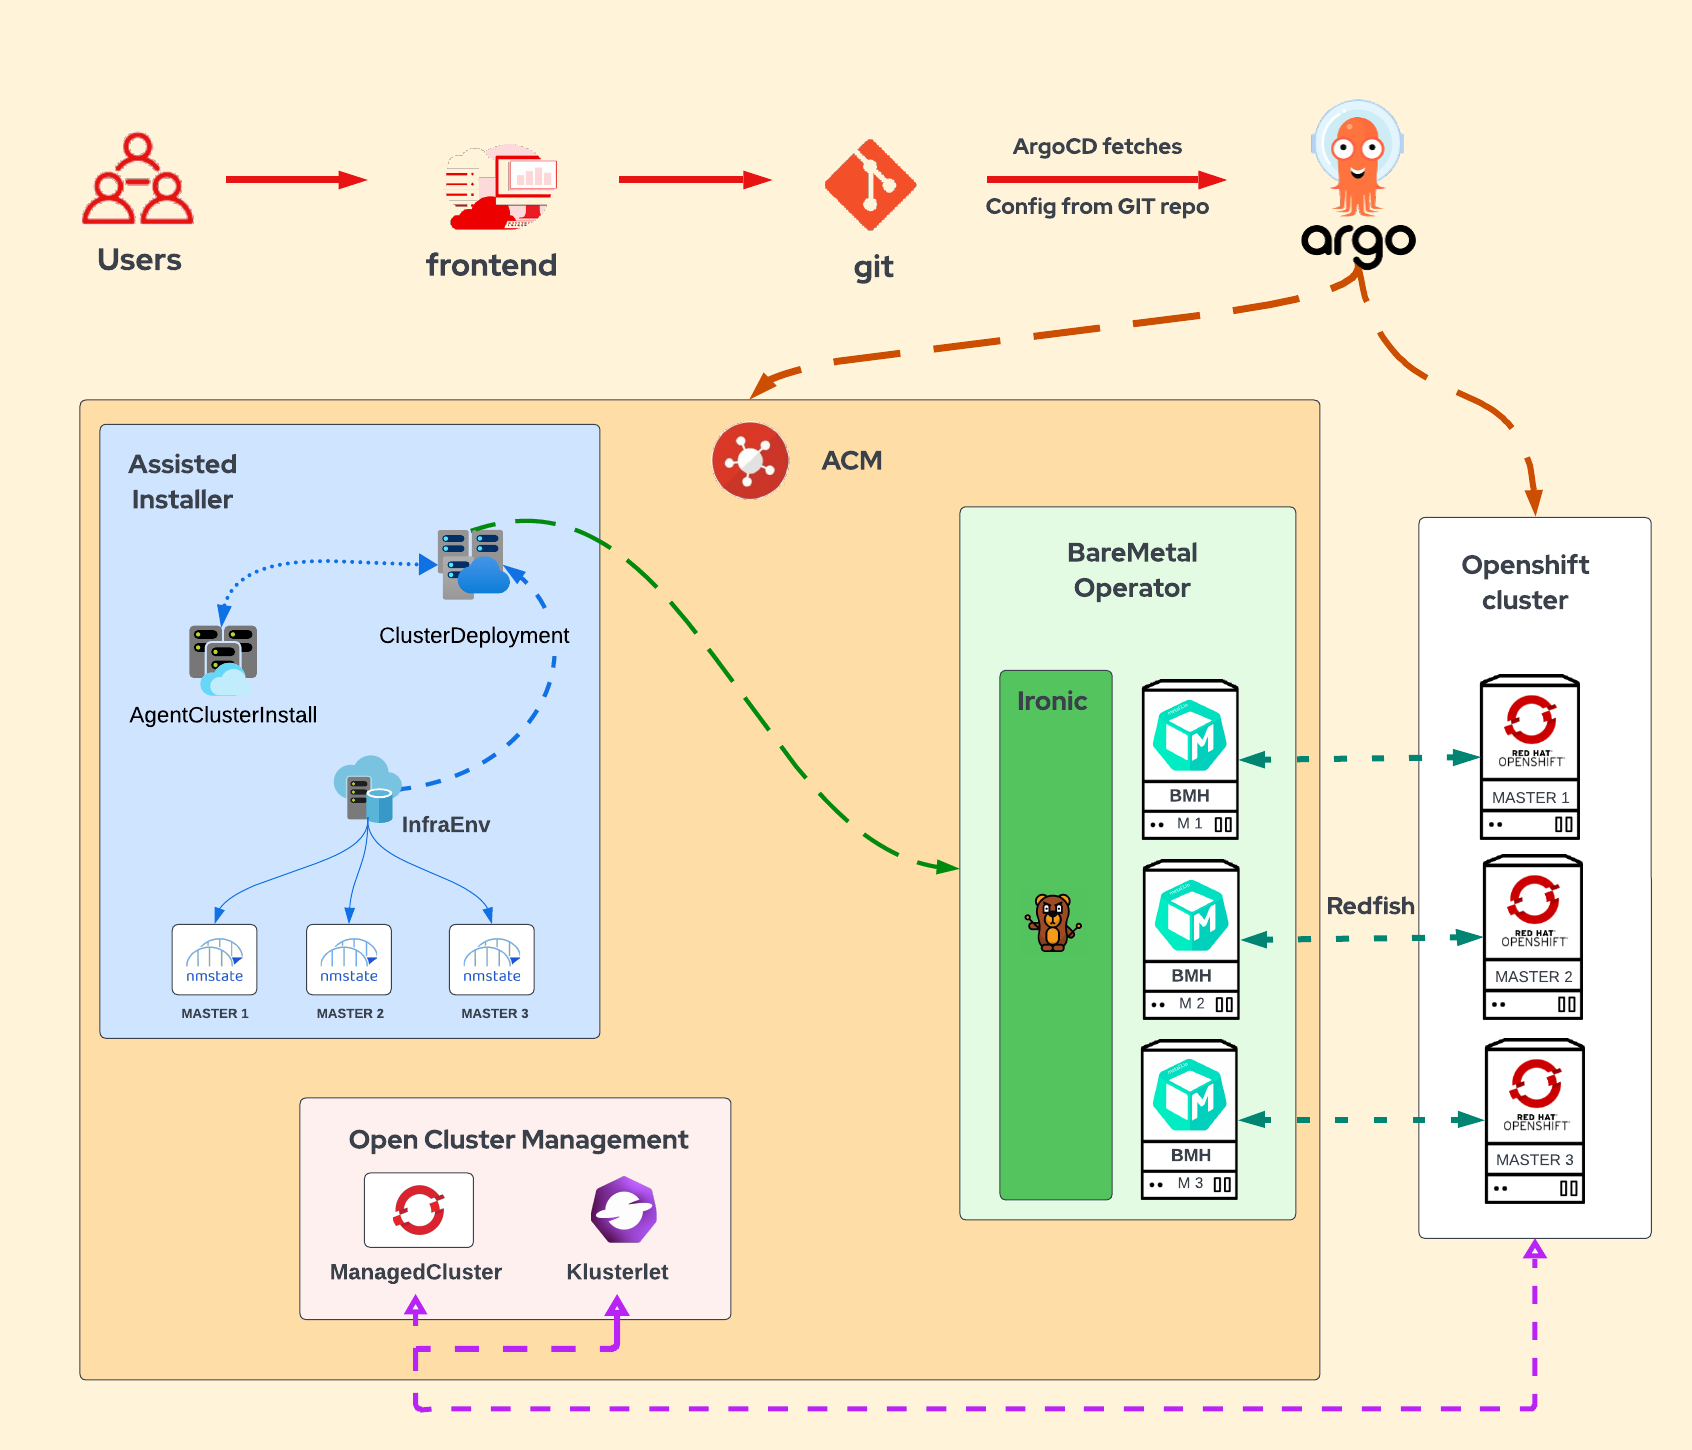 Users
frontend
git
ArgoCD fetches
Config from GIT repo
argo
ACM
Assisted
Installer
ClusterDeployment
AgentClusterInstall
InfraEnv
nmstate
MASTER 1
nmstate
MASTER 2
nmstate
MASTER 3
BareMetal
Operator
Ironic
BMH
M 1
BMH
M 2
BMH
M 3
Redfish
Openshift
cluster
RED HAT
OPENSHIFT
MASTER 1
RED HAT
OPENSHIFT
MASTER 2
RED HAT
OPENSHIFT
MASTER 3
Open Cluster Management
ManagedCluster
Klusterlet